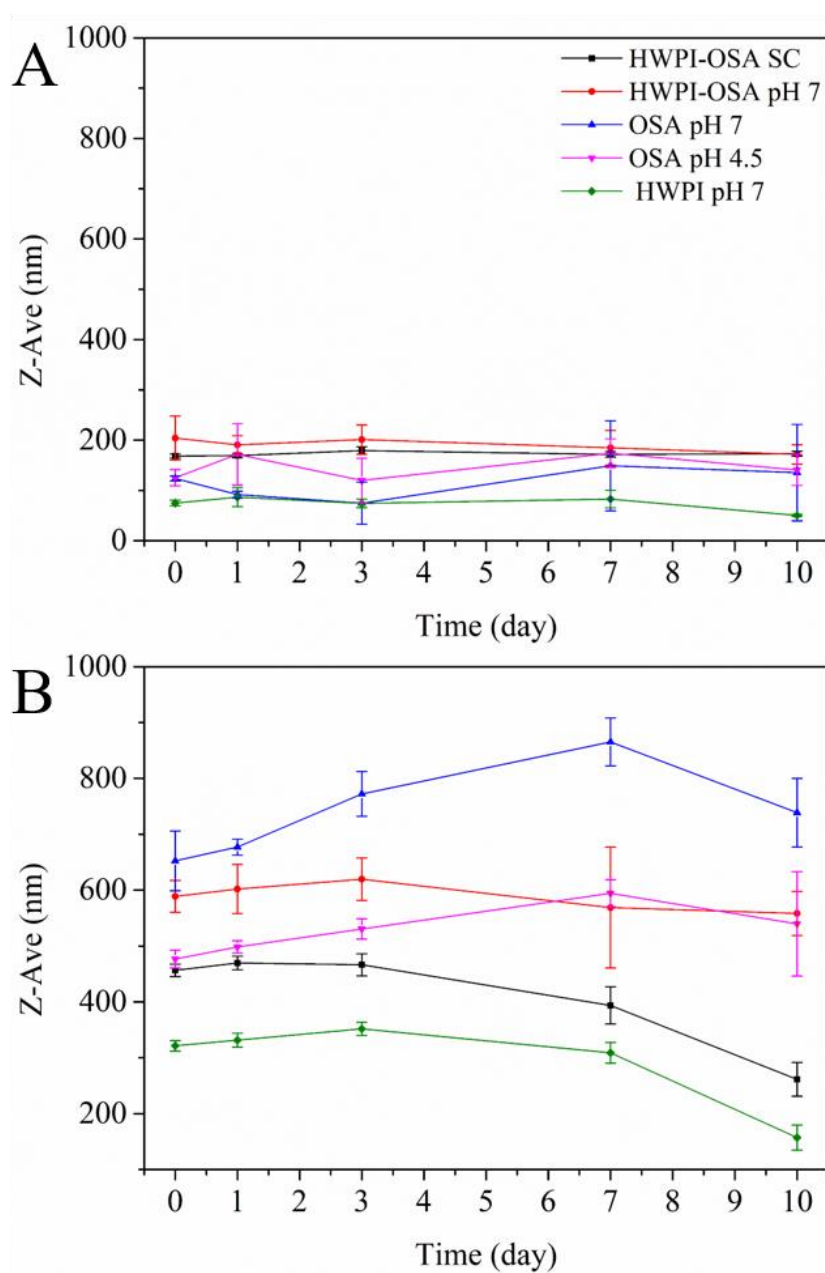 A
1000
800
600
400
200
0
Z-Ave (nm)
HWPI-OSA SC
HWPI-OSA pH 7
OSA pH 7
OSA pH 4.5
HWPI pH 7
0 1 2 3 4 5 6 7 8 9 10
Time (day)
B
1000
800
600
400
200
Z-Ave (nm)
0 1 2 3 4 5 6 7 8 9 10
Time (day)